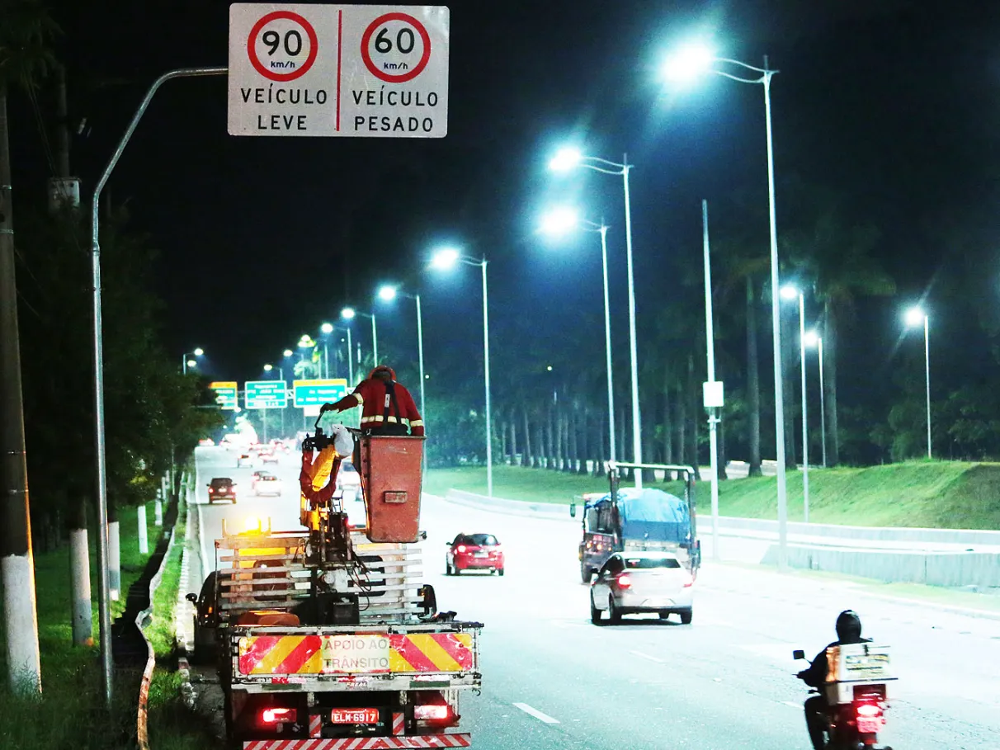 90
km/h
VEÍCULO
LEVE
60
km/h
VEÍCULO
PESADO
APOIO AO
TRÂNSITO
ELM-6917